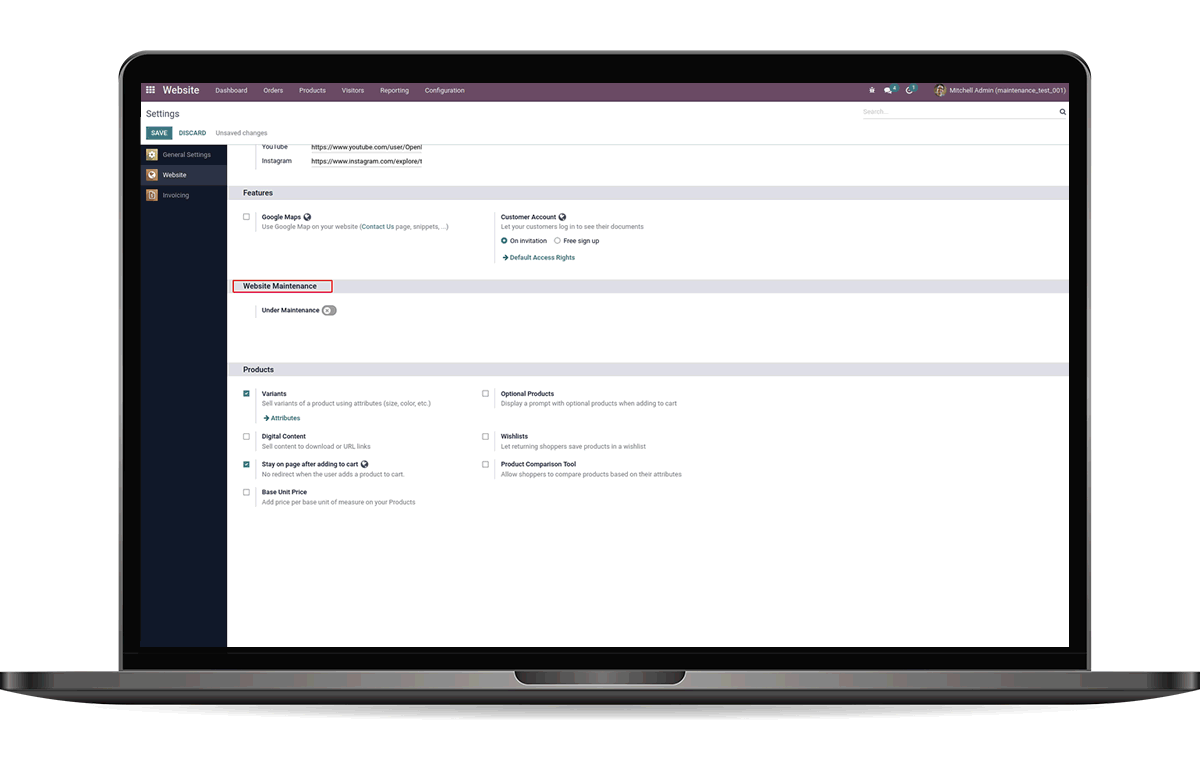 Website Dashboard Orders Products Visitors Reporting Configuration 4 1 Mitchell Admin (maintenance_test_001)
Settings Search...
SAVE DISCARD Unsaved changes
General Settings
Website
Invoicing
YouTube https://www.youtube.com/user/Openl
Instagram https://www.instagram.com/explore/t
Features
Google Maps
Use Google Map on your website (Contact Us page, snippets, ...)
Customer Account
Let your customers log in to see their documents
On invitation Free sign up
Default Access Rights
Website Maintenance
Under Maintenance
Products
Variants
Sell variants of a product using attributes (size, color, etc.)
Attributes
Optional Products
Display a prompt with optional products when adding to cart
Digital Content
Sell content to download or URL links
Wishlists
Let returning shoppers save products in a wishlist
Stay on page after adding to cart
No redirect when the user adds a product to cart.
Product Comparison Tool
Allow shoppers to compare products based on their attributes
Base Unit Price
Add price per base unit of measure on your Products